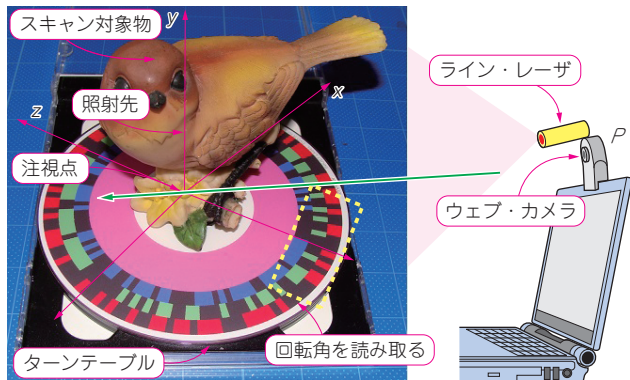 スキャン対象物
y
ライン・レーザ
照射先
x
z
P
注視点
ウェブ・カメラ
回転角を読み取る
ターンテーブル